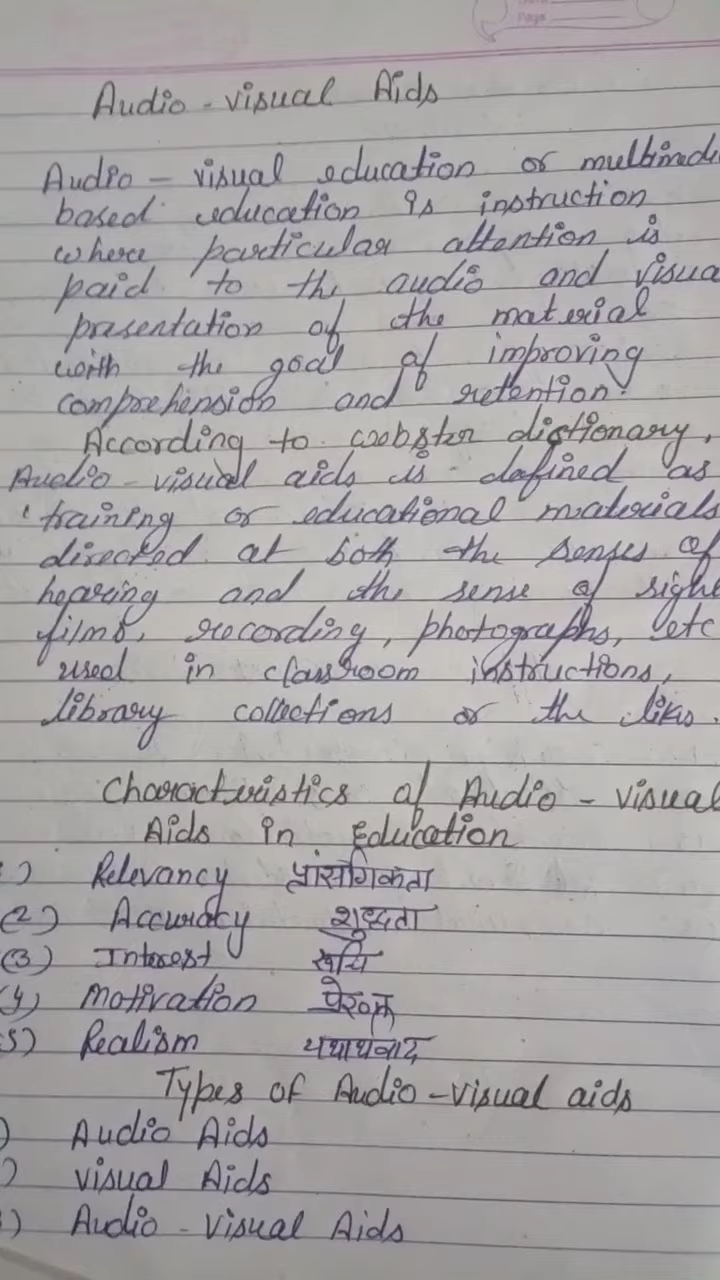 Page
Audio - visual Aids
Audio - visual education or multimedi
based education is instruction
where particular attention is
paid to the audio and visua
presentation of the material
with the goal of improving
comprehension and retention.
According to webster dictionary,
Audio - visual aids is defined as
'training or educational materials
directed at both the senses of
hearing and the sense of sight
films, recording, photographs, etc
used in classroom instructions,
library collections or the likes.
Characteristics of Audio - visual
Aids in Education
1) Relevancy प्रासंगिकता
(2) Accuracy शुद्धता
(3) Interest रूचि
(4) Motivation
5) Realism यथार्थवाद
Types of Audio - visual aids
) Audio Aids
) visual Aids
) Audio - visual Aids